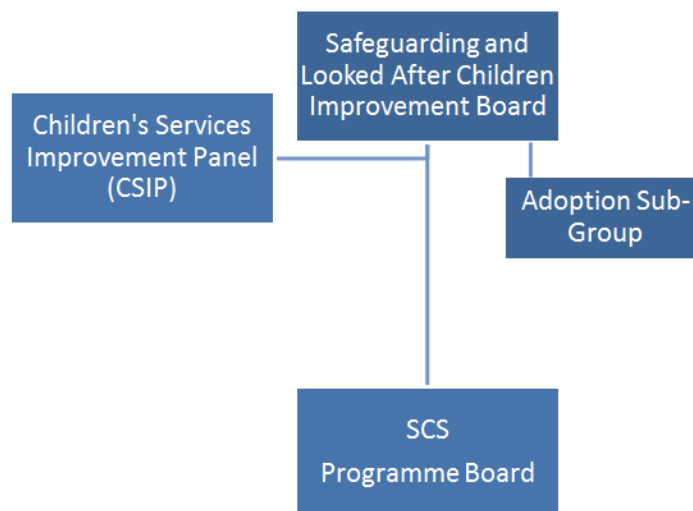 Safeguarding and
Looked After Children
Improvement Board
Children's Services
Improvement Panel
(CSIP)
Adoption Sub-
Group
SCS
Programme Board